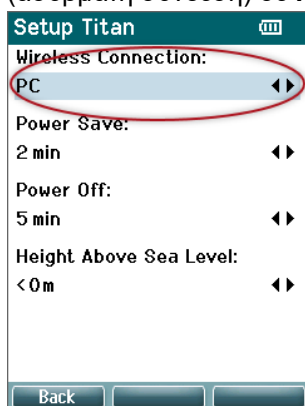 Setup Titan
Wireless Connection:
PC
Power Save:
2 min
Power Off:
5 min
Height Above Sea Level:
<0m
Back